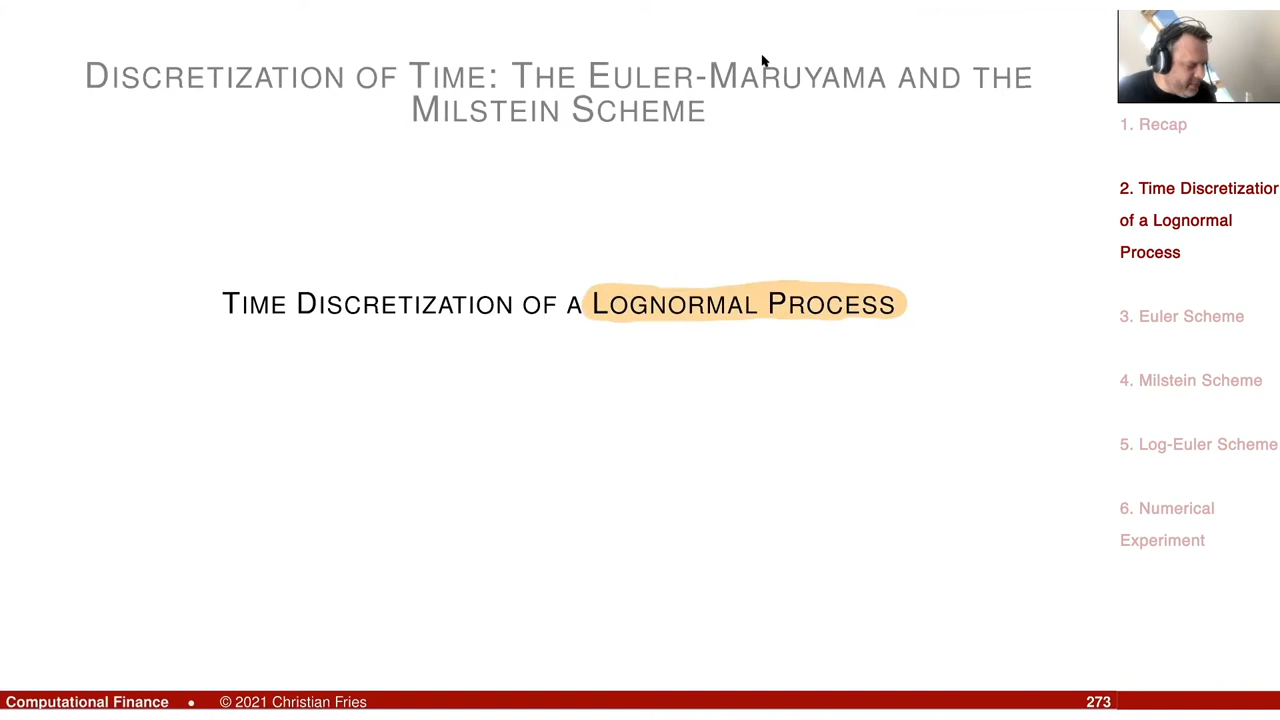 DISCRETIZATION OF TIME: THE EULER-MARUYAMA AND THE
MILSTEIN SCHEME
TIME DISCRETIZATION OF A LOGNORMAL PROCESS
1. Recap
2. Time Discretization
of a Lognormal
Process
3. Euler Scheme
4. Milstein Scheme
5. Log-Euler Scheme
6. Numerical
Experiment
Computational Finance • © 2021 Christian Fries 273